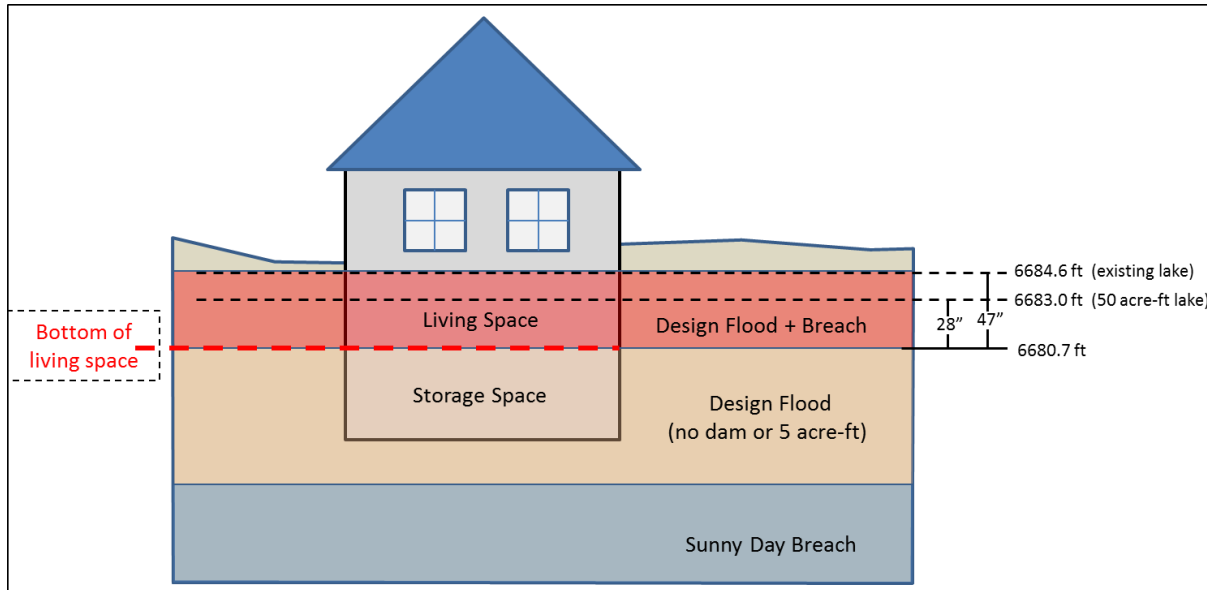 6684.6 ft (existing lake)
6683.0 ft (50 acre-ft lake)
28”
47”
Living Space
Design Flood + Breach
Bottom of
living space
6680.7 ft
Storage Space
Design Flood
(no dam or 5 acre-ft)
Sunny Day Breach